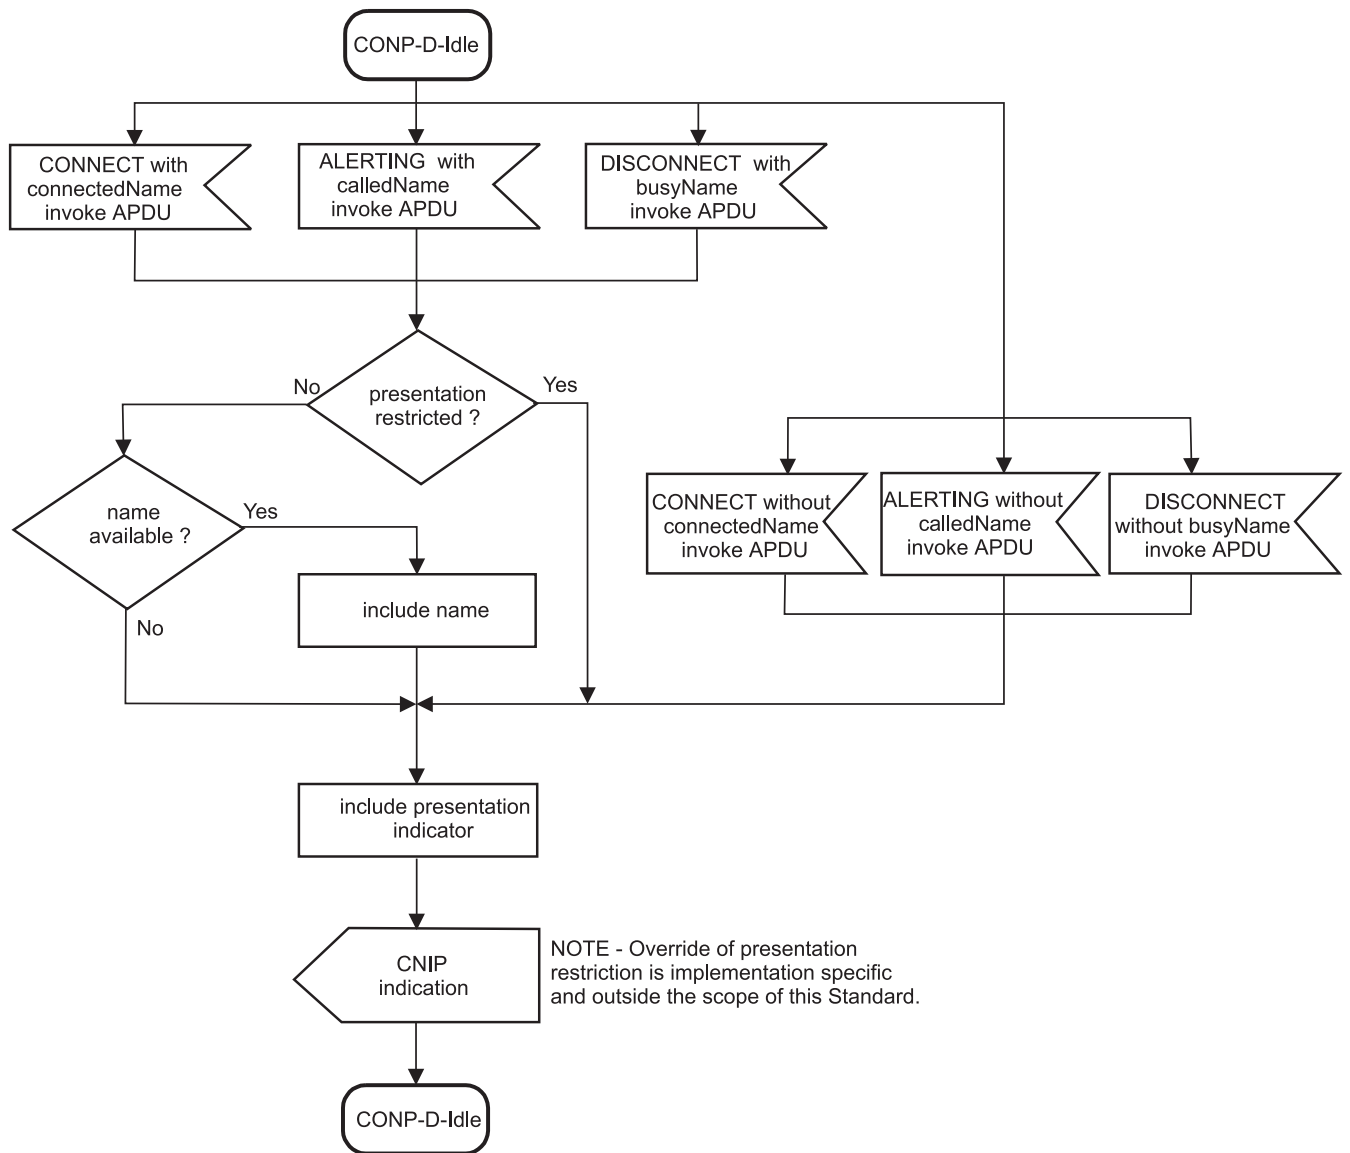 CONP-D-Idle
CONNECT with
connectedName
invoke APDU
ALERTING with
calledName
invoke APDU
DISCONNECT with
busyName
invoke APDU
No
presentation
restricted ?
Yes
name
available ?
Yes
No
include name
CONNECT without
connectedName
invoke APDU
ALERTING without
calledName
invoke APDU
DISCONNECT
without busyName
invoke APDU
include presentation
indicator
CNIP
indication
NOTE - Override of presentation
restriction is implementation specific
and outside the scope of this Standard.
CONP-D-Idle